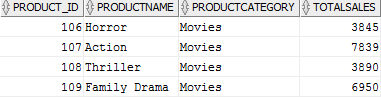 PRODUCT_ID PRODUCTNAME PRODUCTCATEGORY TOTALSALES
106 Horror Movies 3845
107 Action Movies 7839
108 Thriller Movies 3890
109 Family Drama Movies 6950